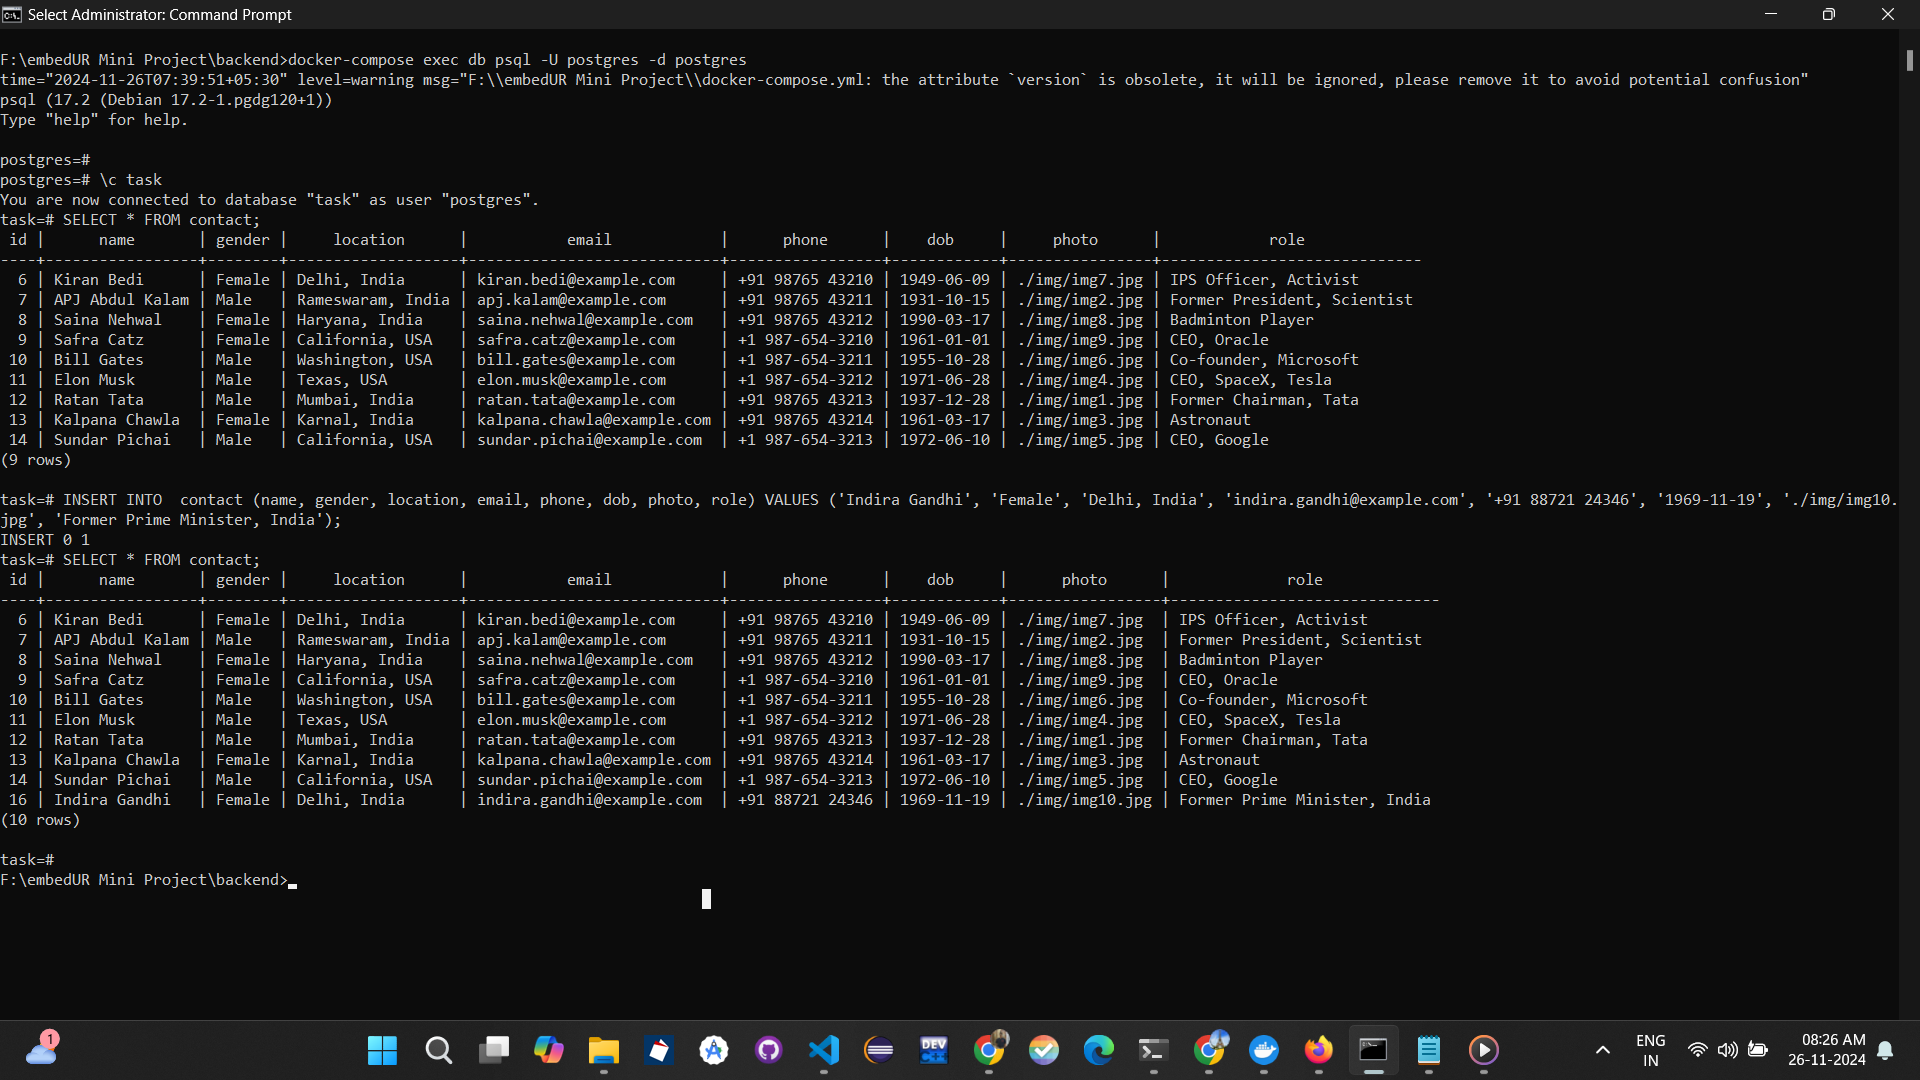 Select Administrator: Command Prompt
F:\embedUR Mini Project\backend>docker-compose exec db psql -U postgres -d postgres
time="2024-11-26T07:39:51+05:30" level=warning msg="F:\\embedUR Mini Project\\docker-compose.yml: the attribute `version` is obsolete, it will be ignored, please remove it to avoid potential confusion"
psql (17.2 (Debian 17.2-1.pgdg120+1))
Type "help" for help.
postgres=#
postgres=# \c task
You are now connected to database "task" as user "postgres".
task=# SELECT * FROM contact;
 id |      name       | gender |     location      |           email            |      phone      |    dob     |     photo      |            role
----+-----------------+--------+-------------------+----------------------------+-----------------+------------+----------------+-----------------------------
  6 | Kiran Bedi      | Female | Delhi, India      | kiran.bedi@example.com     | +91 98765 43210 | 1949-06-09 | ./img/img7.jpg | IPS Officer, Activist
  7 | APJ Abdul Kalam | Male   | Rameswaram, India | apj.kalam@example.com      | +91 98765 43211 | 1931-10-15 | ./img/img2.jpg | Former President, Scientist
  8 | Saina Nehwal    | Female | Haryana, India    | saina.nehwal@example.com   | +91 98765 43212 | 1990-03-17 | ./img/img8.jpg | Badminton Player
  9 | Safra Catz      | Female | California, USA   | safra.catz@example.com     | +1 987-654-3210 | 1961-01-01 | ./img/img9.jpg | CEO, Oracle
 10 | Bill Gates      | Male   | Washington, USA   | bill.gates@example.com     | +1 987-654-3211 | 1955-10-28 | ./img/img6.jpg | Co-founder, Microsoft
 11 | Elon Musk       | Male   | Texas, USA        | elon.musk@example.com      | +1 987-654-3212 | 1971-06-28 | ./img/img4.jpg | CEO, SpaceX, Tesla
 12 | Ratan Tata      | Male   | Mumbai, India     | ratan.tata@example.com     | +91 98765 43213 | 1937-12-28 | ./img/img1.jpg | Former Chairman, Tata
 13 | Kalpana Chawla  | Female | Karnal, India     | kalpana.chawla@example.com | +91 98765 43214 | 1961-03-17 | ./img/img3.jpg | Astronaut
 14 | Sundar Pichai   | Male   | California, USA   | sundar.pichai@example.com  | +1 987-654-3213 | 1972-06-10 | ./img/img5.jpg | CEO, Google
(9 rows)
task=# INSERT INTO  contact (name, gender, location, email, phone, dob, photo, role) VALUES ('Indira Gandhi', 'Female', 'Delhi, India', 'indira.gandhi@example.com', '+91 88721 24346', '1969-11-19', './img/img10.
jpg', 'Former Prime Minister, India');
INSERT 0 1
task=# SELECT * FROM contact;
 id |      name       | gender |     location      |           email            |      phone      |    dob     |      photo      |             role
----+-----------------+--------+-------------------+----------------------------+-----------------+------------+-----------------+------------------------------
  6 | Kiran Bedi      | Female | Delhi, India      | kiran.bedi@example.com     | +91 98765 43210 | 1949-06-09 | ./img/img7.jpg  | IPS Officer, Activist
  7 | APJ Abdul Kalam | Male   | Rameswaram, India | apj.kalam@example.com      | +91 98765 43211 | 1931-10-15 | ./img/img2.jpg  | Former President, Scientist
  8 | Saina Nehwal    | Female | Haryana, India    | saina.nehwal@example.com   | +91 98765 43212 | 1990-03-17 | ./img/img8.jpg  | Badminton Player
  9 | Safra Catz      | Female | California, USA   | safra.catz@example.com     | +1 987-654-3210 | 1961-01-01 | ./img/img9.jpg  | CEO, Oracle
 10 | Bill Gates      | Male   | Washington, USA   | bill.gates@example.com     | +1 987-654-3211 | 1955-10-28 | ./img/img6.jpg  | Co-founder, Microsoft
 11 | Elon Musk       | Male   | Texas, USA        | elon.musk@example.com      | +1 987-654-3212 | 1971-06-28 | ./img/img4.jpg  | CEO, SpaceX, Tesla
 12 | Ratan Tata      | Male   | Mumbai, India     | ratan.tata@example.com     | +91 98765 43213 | 1937-12-28 | ./img/img1.jpg  | Former Chairman, Tata
 13 | Kalpana Chawla  | Female | Karnal, India     | kalpana.chawla@example.com | +91 98765 43214 | 1961-03-17 | ./img/img3.jpg  | Astronaut
 14 | Sundar Pichai   | Male   | California, USA   | sundar.pichai@example.com  | +1 987-654-3213 | 1972-06-10 | ./img/img5.jpg  | CEO, Google
 16 | Indira Gandhi   | Female | Delhi, India      | indira.gandhi@example.com  | +91 88721 24346 | 1969-11-19 | ./img/img10.jpg | Former Prime Minister, India
(10 rows)
task=#
F:\embedUR Mini Project\backend>
1
DEV
C++
ENG
IN
08:26 AM
26-11-2024